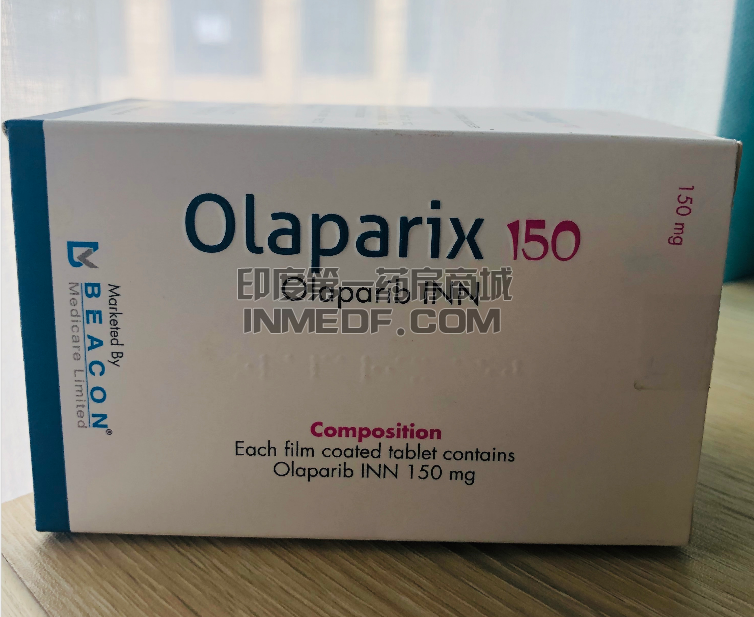 Olaparix 150
Olaparib INN
印度第一药房商城
INMEDF.COM
150 mg
Marketed By
BEACON®
Medicare Limited
Composition
Each film coated tablet contains
Olaparib INN 150 mg